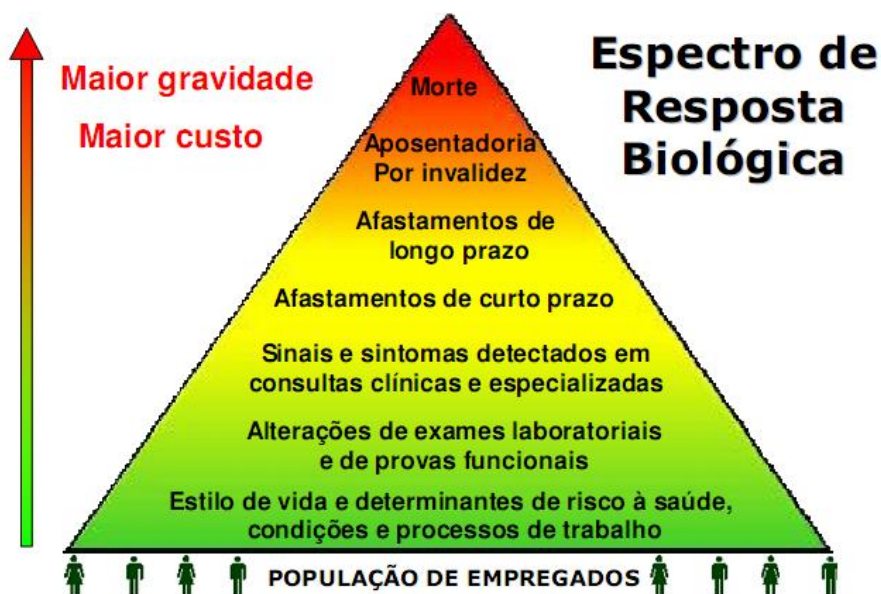 Espectro de
Resposta
Biológica
Maior gravidade
Maior custo
Morte
Aposentadoria
Por invalidez
Afastamentos de
longo prazo
Afastamentos de curto prazo
Sinais e sintomas detectados em
consultas clínicas e especializadas
Alterações de exames laboratoriais
e de provas funcionais
Estilo de vida e determinantes de risco à saúde,
condições e processos de trabalho
POPULAÇÃO DE EMPREGADOS